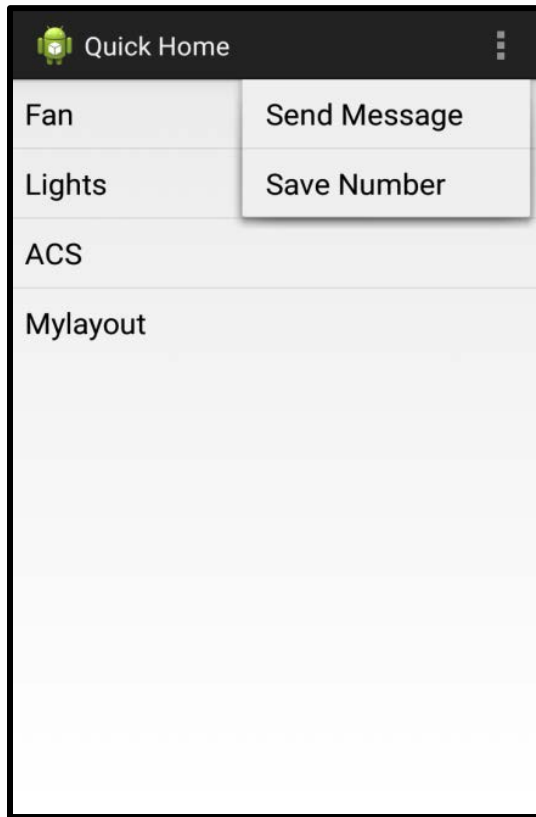 Quick Home
Fan
Send Message
Lights
Save Number
ACS
Mylayout